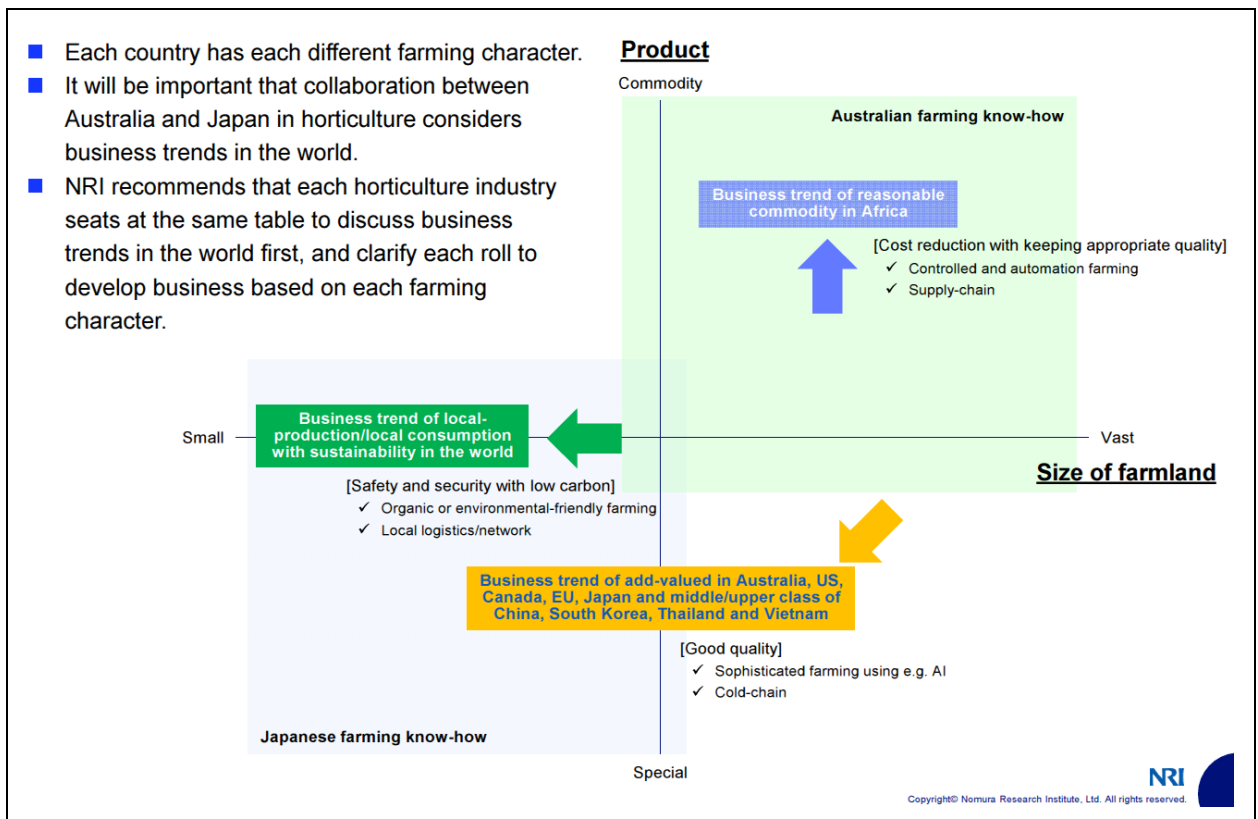 Each country has each different farming character.
It will be important that collaboration between
Australia and Japan in horticulture considers
business trends in the world.
NRI recommends that each horticulture industry
seats at the same table to discuss business
trends in the world first, and clarify each roll to
develop business based on each farming
character.
Product
Commodity
Australian farming know-how
Business trend of reasonable
commodity in Africa
[Cost reduction with keeping appropriate quality]
✓ Controlled and automation farming
✓ Supply-chain
Small
Business trend of local-
production/local consumption
with sustainability in the world
Vast
Size of farmland
[Safety and security with low carbon]
✓ Organic or environmental-friendly farming
✓ Local logistics/network
Business trend of add-valued in Australia, US,
Canada, EU, Japan and middle/upper class of
China, South Korea, Thailand and Vietnam
[Good quality]
✓ Sophisticated farming using e.g. AI
✓ Cold-chain
Japanese farming know-how
Special
NRI
Copyright© Nomura Research Institute, Ltd. All rights reserved.